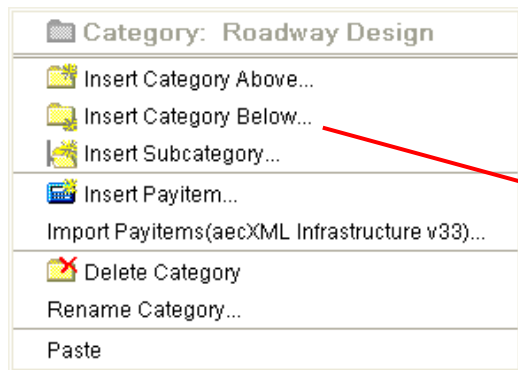 Category: Roadway Design
Insert Category Above...
Insert Category Below...
Insert Subcategory...
Insert Payitem...
Import Payitems(aecXML Infrastructure v33)...
Delete Category
Rename Category...
Paste